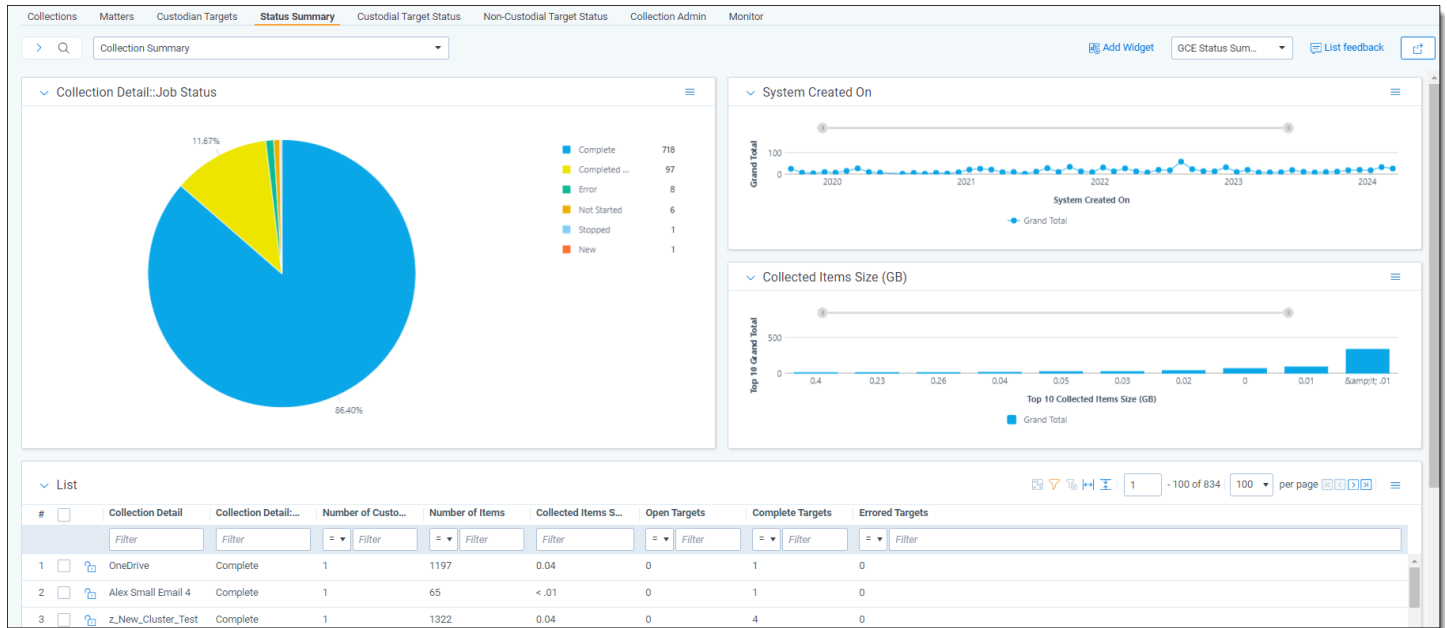 Collections Matters Custodian Targets Status Summary Custodial Target Status Non-Custodial Target Status Collection Admin Monitor
Collection Summary Add Widget GCE Status Sum... List feedback
Collection Detail::Job Status
11.67%
86.40%
Complete 718
Completed ... 97
Error 8
Not Started 6
Stopped 1
New 1
System Created On
Grand Total
100
0
2020 2021 2022 2023 2024
System Created On
Grand Total
Collected Items Size (GB)
Top 10 Grand Total
500
0
0.4 0.23 0.26 0.04 0.05 0.03 0.02 0 0.01 &amp;lt; .01
Top 10 Collected Items Size (GB)
Grand Total
List 1 - 100 of 834 100 per page
# Collection Detail Collection Detail:... Number of Custo... Number of Items Collected Items S... Open Targets Complete Targets Errored Targets
Filter Filter = Filter = Filter Filter = Filter = Filter = Filter
1 OneDrive Complete 1 1197 0.04 0 1 0
2 Alex Small Email 4 Complete 1 65 < .01 0 1 0
3 z_New_Cluster_Test Complete 1 1322 0.04 0 4 0